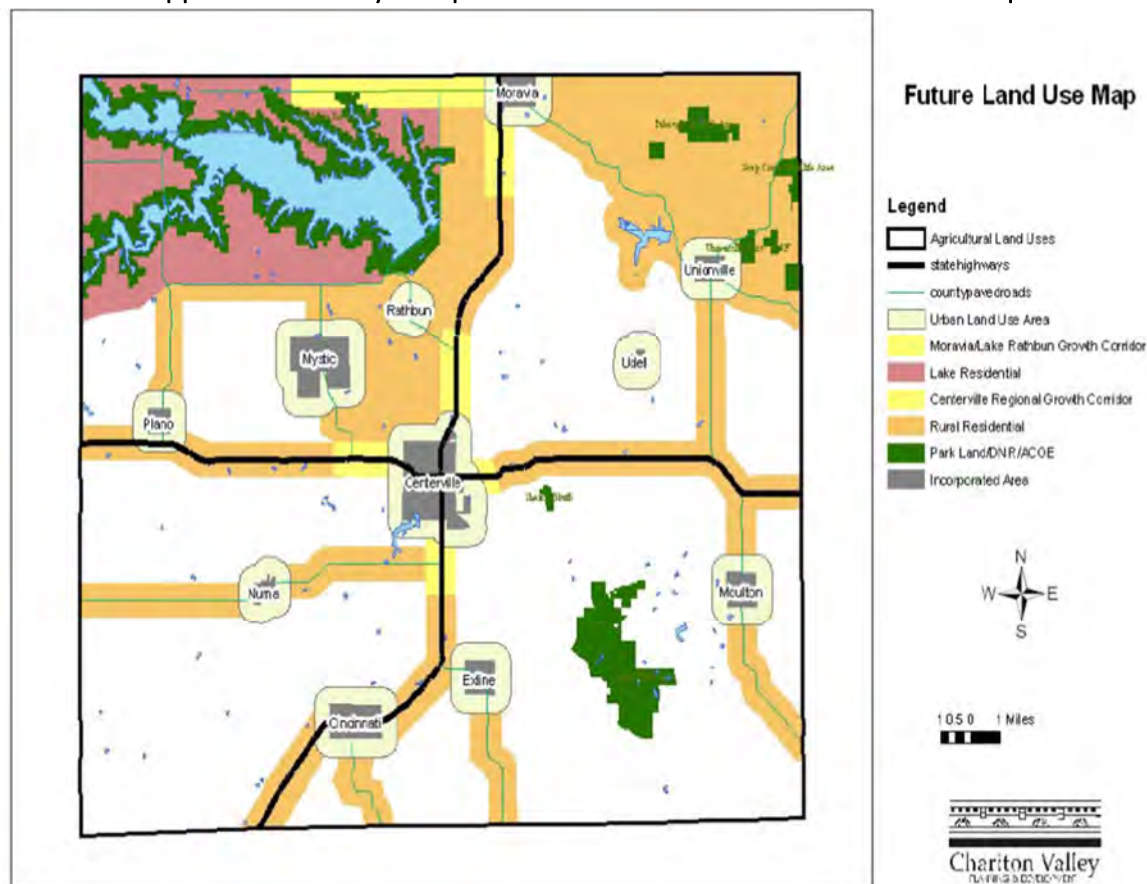 Future Land Use Map
Legend
Agricultural Land Uses
statehighways
countypavedroads
Urban Land Use Area
Moravia/Lake Rathbun Growth Corridor
Lake Residential
Centerville Regional Growth Corridor
Rural Residential
Park Land/DNR/ACOE
Incorporated Area
Moravia
Unionville
Rathbun
Mystic
Udell
Plano
Centerville
Numa
Moulton
Exline
Cincinnati
N
W E
S
1 0.5 0 1 Miles
Chariton Valley
PLANNING & DEVELOPMENT